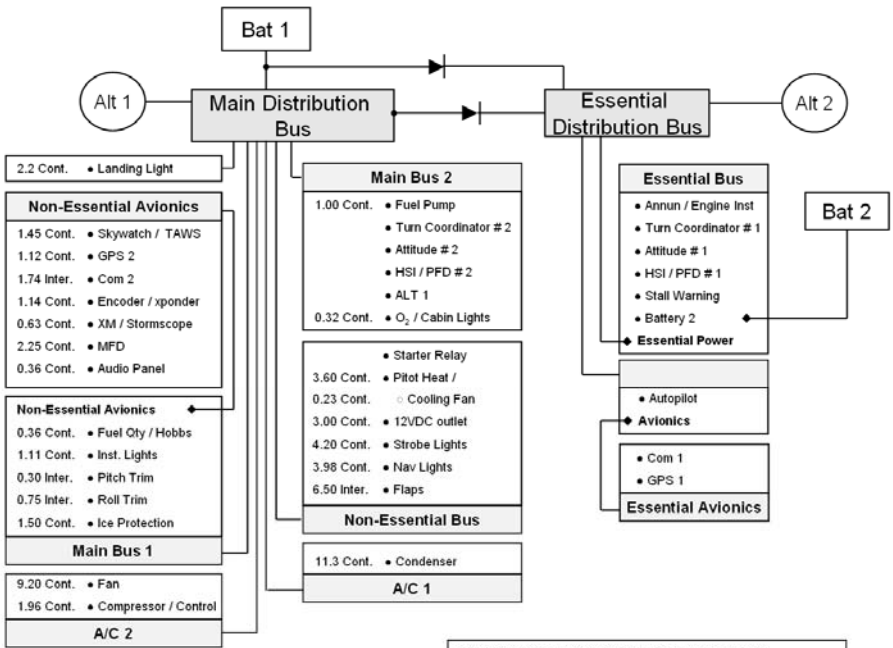 Bat 1
Alt 1
Main Distribution
Bus
Essential
Distribution Bus
Alt 2
2.2 Cont. • Landing Light
Non-Essential Avionics
1.45 Cont. • Skywatch / TAWS
1.12 Cont. • GPS 2
1.74 Inter. • Com 2
1.14 Cont. • Encoder / xponder
0.63 Cont. • XM / Stormscope
2.25 Cont. • MFD
0.36 Cont. • Audio Panel
Non-Essential Avionics
0.36 Cont. • Fuel Qty / Hobbs
1.11 Cont. • Inst. Lights
0.30 Inter. • Pitch Trim
0.75 Inter. • Roll Trim
1.50 Cont. • Ice Protection
Main Bus 1
9.20 Cont. • Fan
1.96 Cont. • Compressor / Control
A/C 2
Main Bus 2
1.00 Cont. • Fuel Pump
• Turn Coordinator # 2
• Attitude # 2
• HSI / PFD # 2
• ALT 1
0.32 Cont. • O₂ / Cabin Lights
• Starter Relay
3.60 Cont. • Pitot Heat /
0.23 Cont. ○ Cooling Fan
3.00 Cont. • 12VDC outlet
4.20 Cont. • Strobe Lights
3.98 Cont. • Nav Lights
6.50 Inter. • Flaps
Non-Essential Bus
11.3 Cont. • Condenser
A/C 1
Essential Bus
• Annun / Engine Inst
• Turn Coordinator # 1
• Attitude # 1
• HSI / PFD # 1
• Stall Warning
• Battery 2
Essential Power
Bat 2
• Autopilot
Avionics
• Com 1
• GPS 1
Essential Avionics